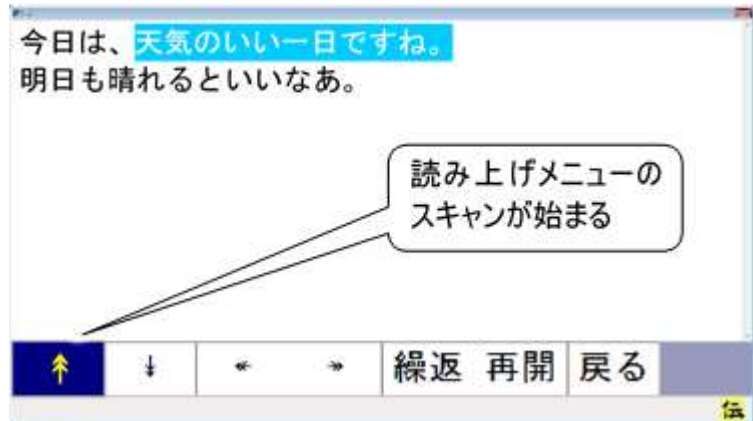 今日は、天気のいい一日ですね。
明日も晴れるといいなあ。
読み上げメニューの
スキャンが始まる
↟ ↡ ↞ ↠ 繰返 再開 戻る
伝